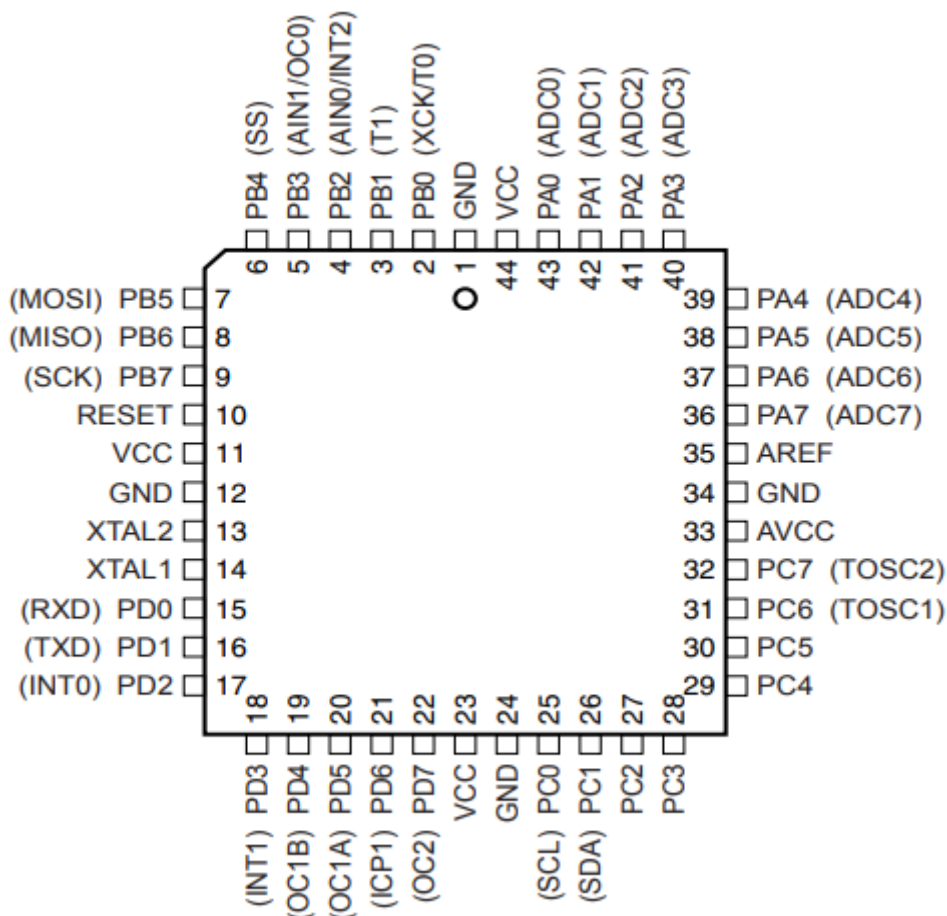 PB4 (SS)
PB3 (AIN1/OC0)
PB2 (AIN0/INT2)
PB1 (T1)
PB0 (XCK/T0)
GND
VCC
PA0 (ADC0)
PA1 (ADC1)
PA2 (ADC2)
PA3 (ADC3)
6
5
4
3
2
1
44
43
42
41
40
(MOSI) PB5 7
(MISO) PB6 8
(SCK) PB7 9
RESET 10
VCC 11
GND 12
XTAL2 13
XTAL1 14
(RXD) PD0 15
(TXD) PD1 16
(INT0) PD2 17
39 PA4 (ADC4)
38 PA5 (ADC5)
37 PA6 (ADC6)
36 PA7 (ADC7)
35 AREF
34 GND
33 AVCC
32 PC7 (TOSC2)
31 PC6 (TOSC1)
30 PC5
29 PC4
18
19
20
21
22
23
24
25
26
27
28
(INT1) PD3
(OC1B) PD4
(OC1A) PD5
(ICP1) PD6
(OC2) PD7
VCC
GND
(SCL) PC0
(SDA) PC1
PC2
PC3